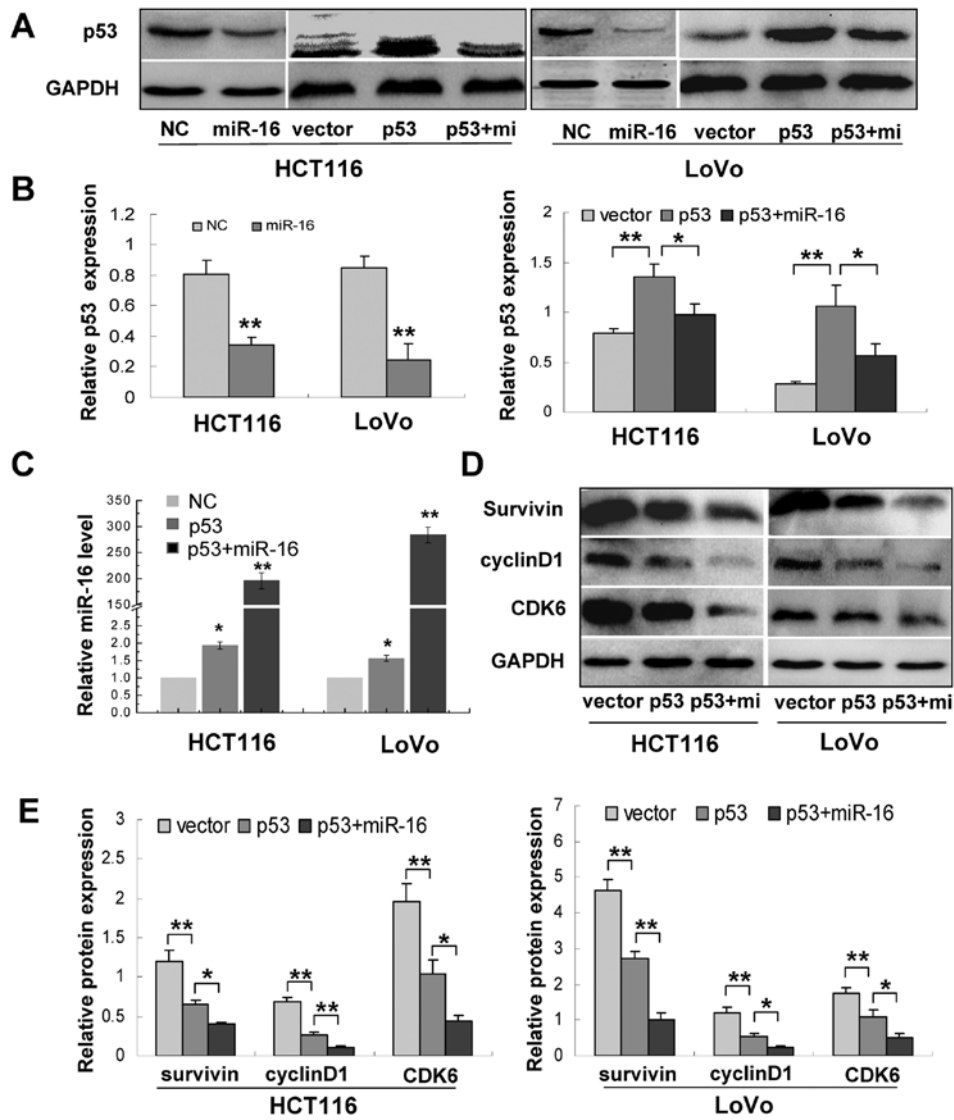 A
p53
GAPDH
NC miR-16 vector p53 p53+mi NC miR-16 vector p53 p53+mi
HCT116 LoVo
B
Relative p53 expression
1.2
1
0.8
0.6
0.4
0.2
0
NC miR-16
**
**
HCT116 LoVo
Relative p53 expression
2
1.5
1
0.5
0
vector p53 p53+miR-16
** *
** *
HCT116 LoVo
C
Relative miR-16 level
350
300
250
200
150
2.5
2.0
1.5
1.0
0.5
0.0
NC
p53
p53+miR-16
* **
* **
HCT116 LoVo
D
Survivin
cyclinD1
CDK6
GAPDH
vector p53 p53+mi vector p53 p53+mi
HCT116 LoVo
E
Relative protein expression
3
2.5
2
1.5
1
0.5
0
vector p53 p53+miR-16
** *
** **
** *
survivin cyclinD1 CDK6
HCT116
Relative protein expression
7
6
5
4
3
2
1
0
vector p53 p53+miR-16
** **
** *
** *
survivin cyclinD1 CDK6
LoVo